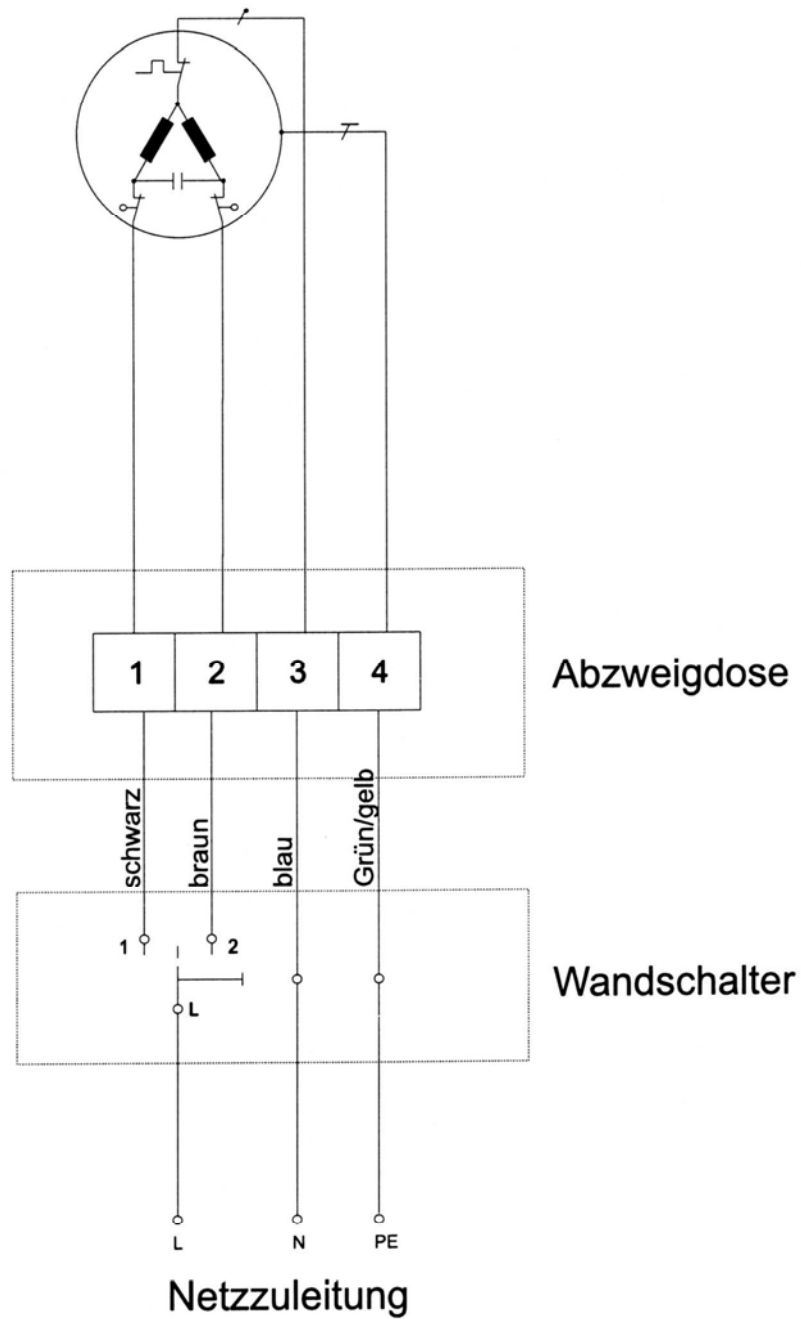 1 2 3 4
Abzweigdose
schwarz
braun
blau
Grün/gelb
1 2
L
Wandschalter
L N PE
Netzzuleitung